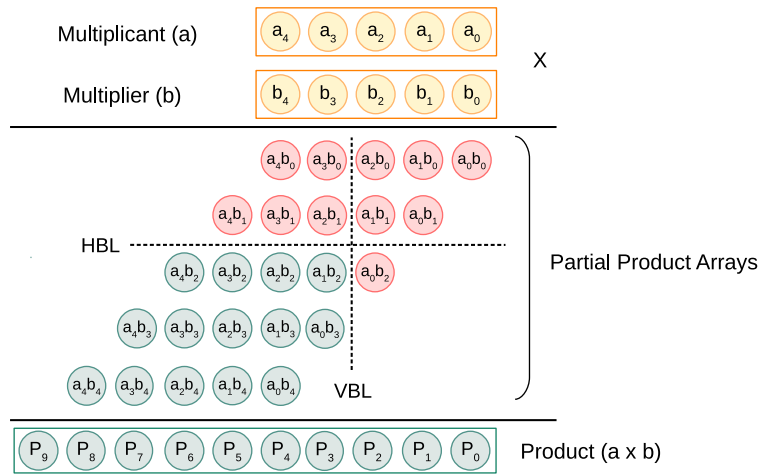 Multiplicant (a) a₄ a₃ a₂ a₁ a₀
X
Multiplier (b) b₄ b₃ b₂ b₁ b₀
a₄b₀ a₃b₀ a₂b₀ a₁b₀ a₀b₀
a₄b₁ a₃b₁ a₂b₁ a₁b₁ a₀b₁
HBL
Partial Product Arrays
a₄b₂ a₃b₂ a₂b₂ a₁b₂ a₀b₂
a₄b₃ a₃b₃ a₂b₃ a₁b₃ a₀b₃
a₄b₄ a₃b₄ a₂b₄ a₁b₄ a₀b₄
VBL
P₉ P₈ P₇ P₆ P₅ P₄ P₃ P₂ P₁ P₀ Product (a x b)